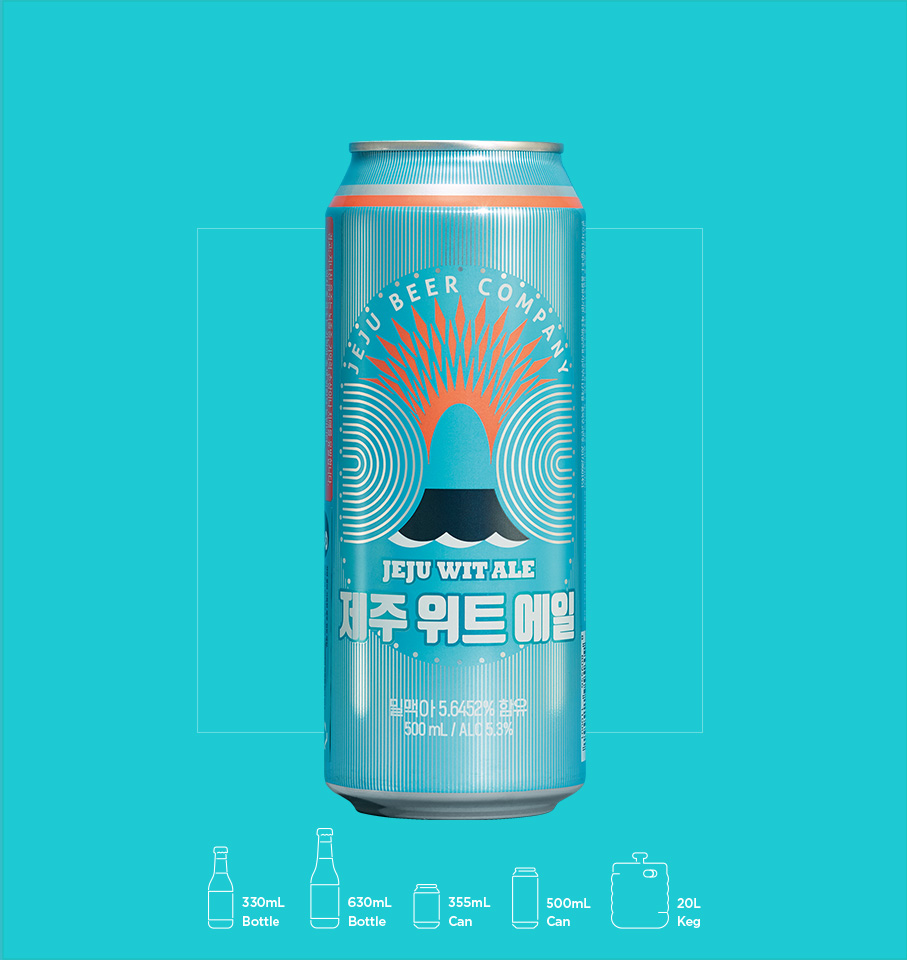 JEJU BEER COMPANY
JEJU WIT ALE
제주 위트 에일
밀맥아 5.6452% 함유
500 mL / ALC 5.3%
330mL
Bottle
630mL
Bottle
355mL
Can
500mL
Can
20L
Keg